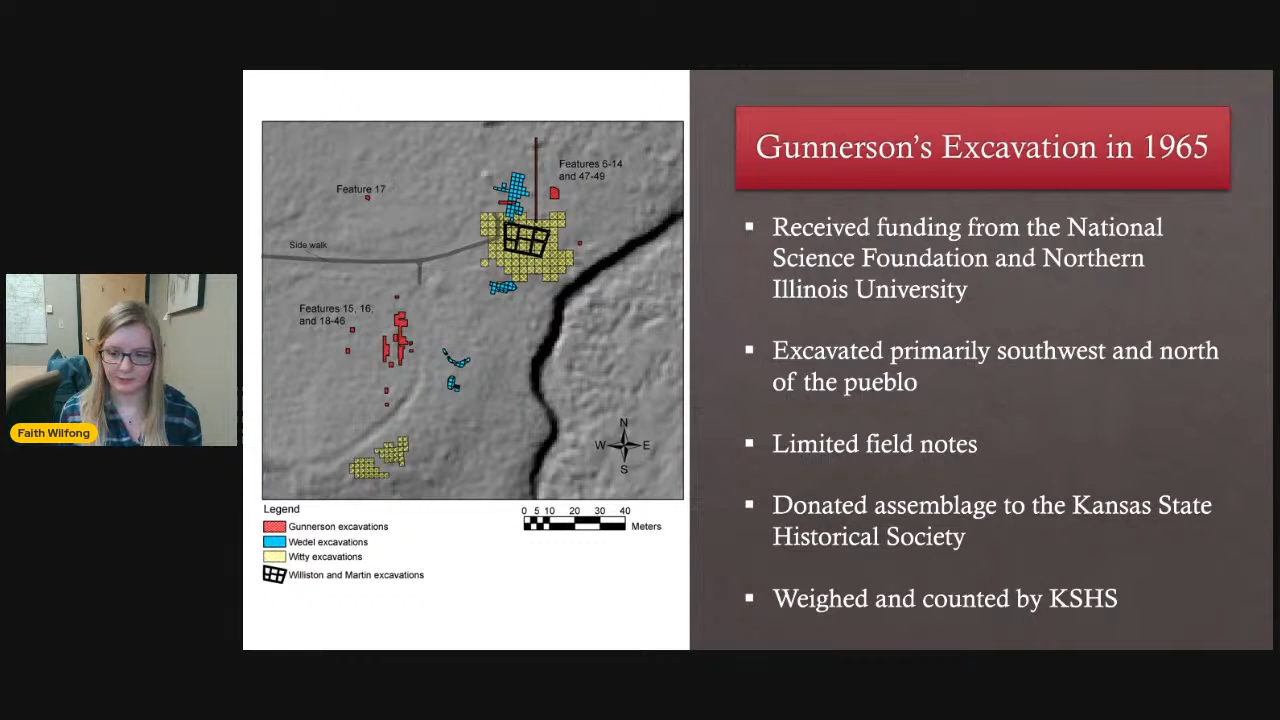 Gunnerson’s Excavation in 1965
▪ Received funding from the National
Science Foundation and Northern
Illinois University
▪ Excavated primarily southwest and north
of the pueblo
▪ Limited field notes
▪ Donated assemblage to the Kansas State
Historical Society
▪ Weighed and counted by KSHS
Features 6-14
and 47-49
Feature 17
Side walk
Features 15, 16,
and 18-46
N
W E
S
Legend
Gunnerson excavations
Wedel excavations
Witty excavations
Williston and Martin excavations
0 5 10 20 30 40
Meters
Faith Wilfong